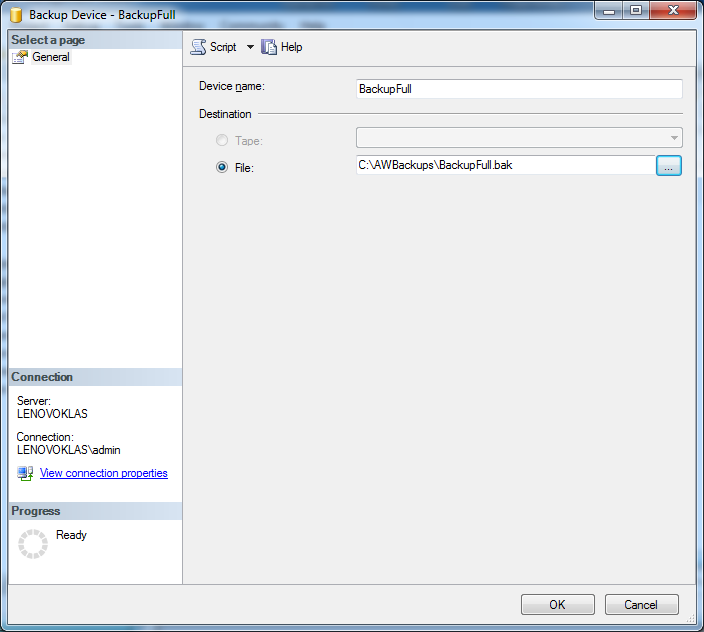 Backup Device - BackupFull
Select a page
General
Script Help
Device name: BackupFull
Destination
Tape:
File: C:\AWBackups\BackupFull.bak ...
Connection
Server:
LENOVOKLAS
Connection:
LENOVOKLAS\admin
View connection properties
Progress
Ready
OK Cancel